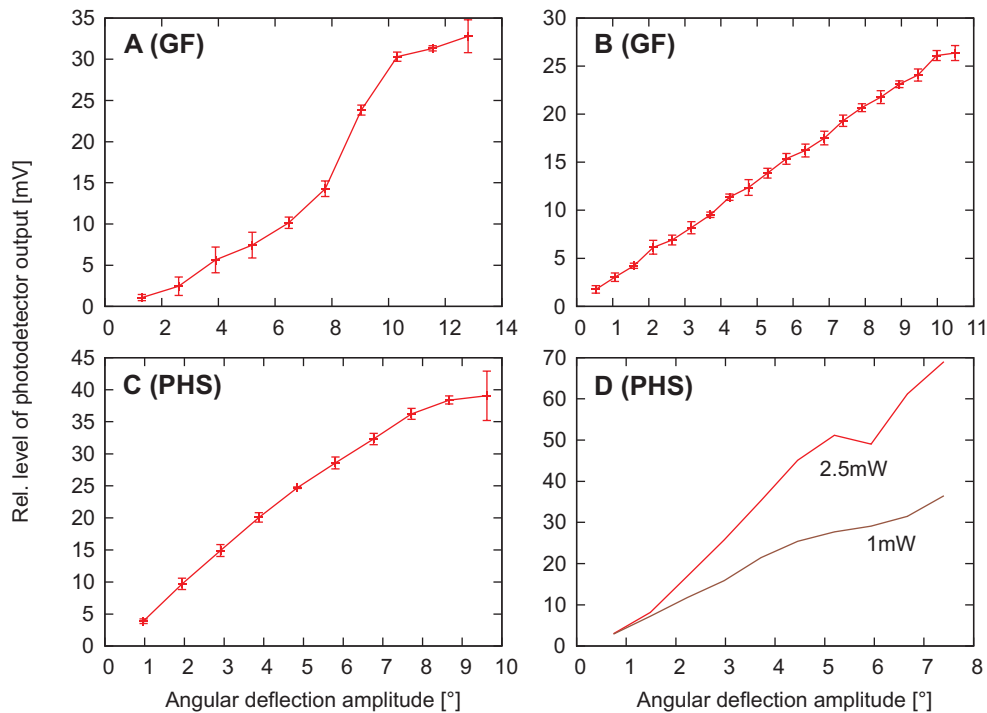 Rel. level of photodetector output [mV]
A (GF)
35
30
25
20
15
10
5
0
0 2 4 6 8 10 12 14
B (GF)
30
25
20
15
10
5
0
0 1 2 3 4 5 6 7 8 9 10 11
C (PHS)
45
40
35
30
25
20
15
10
5
0
0 1 2 3 4 5 6 7 8 9 10
Angular deflection amplitude [°]
D (PHS)
70
60
50
40
30
20
10
0
2.5mW
1mW
0 1 2 3 4 5 6 7 8
Angular deflection amplitude [°]